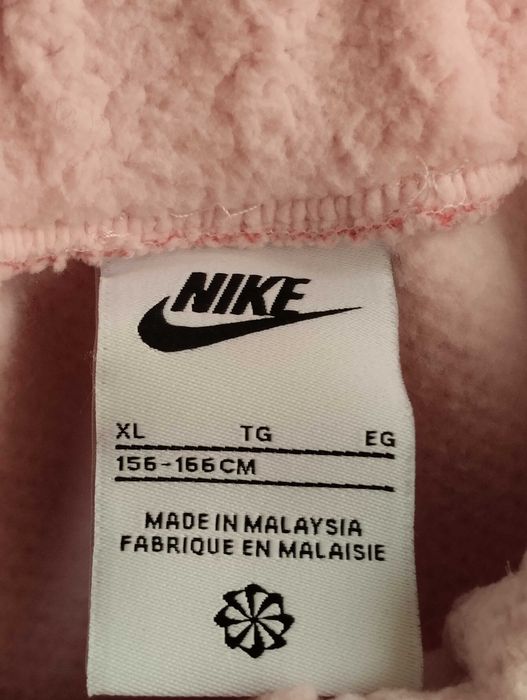 NIKE
XL TG EG
156-166CM
MADE IN MALAYSIA
FABRIQUE EN MALAISIE